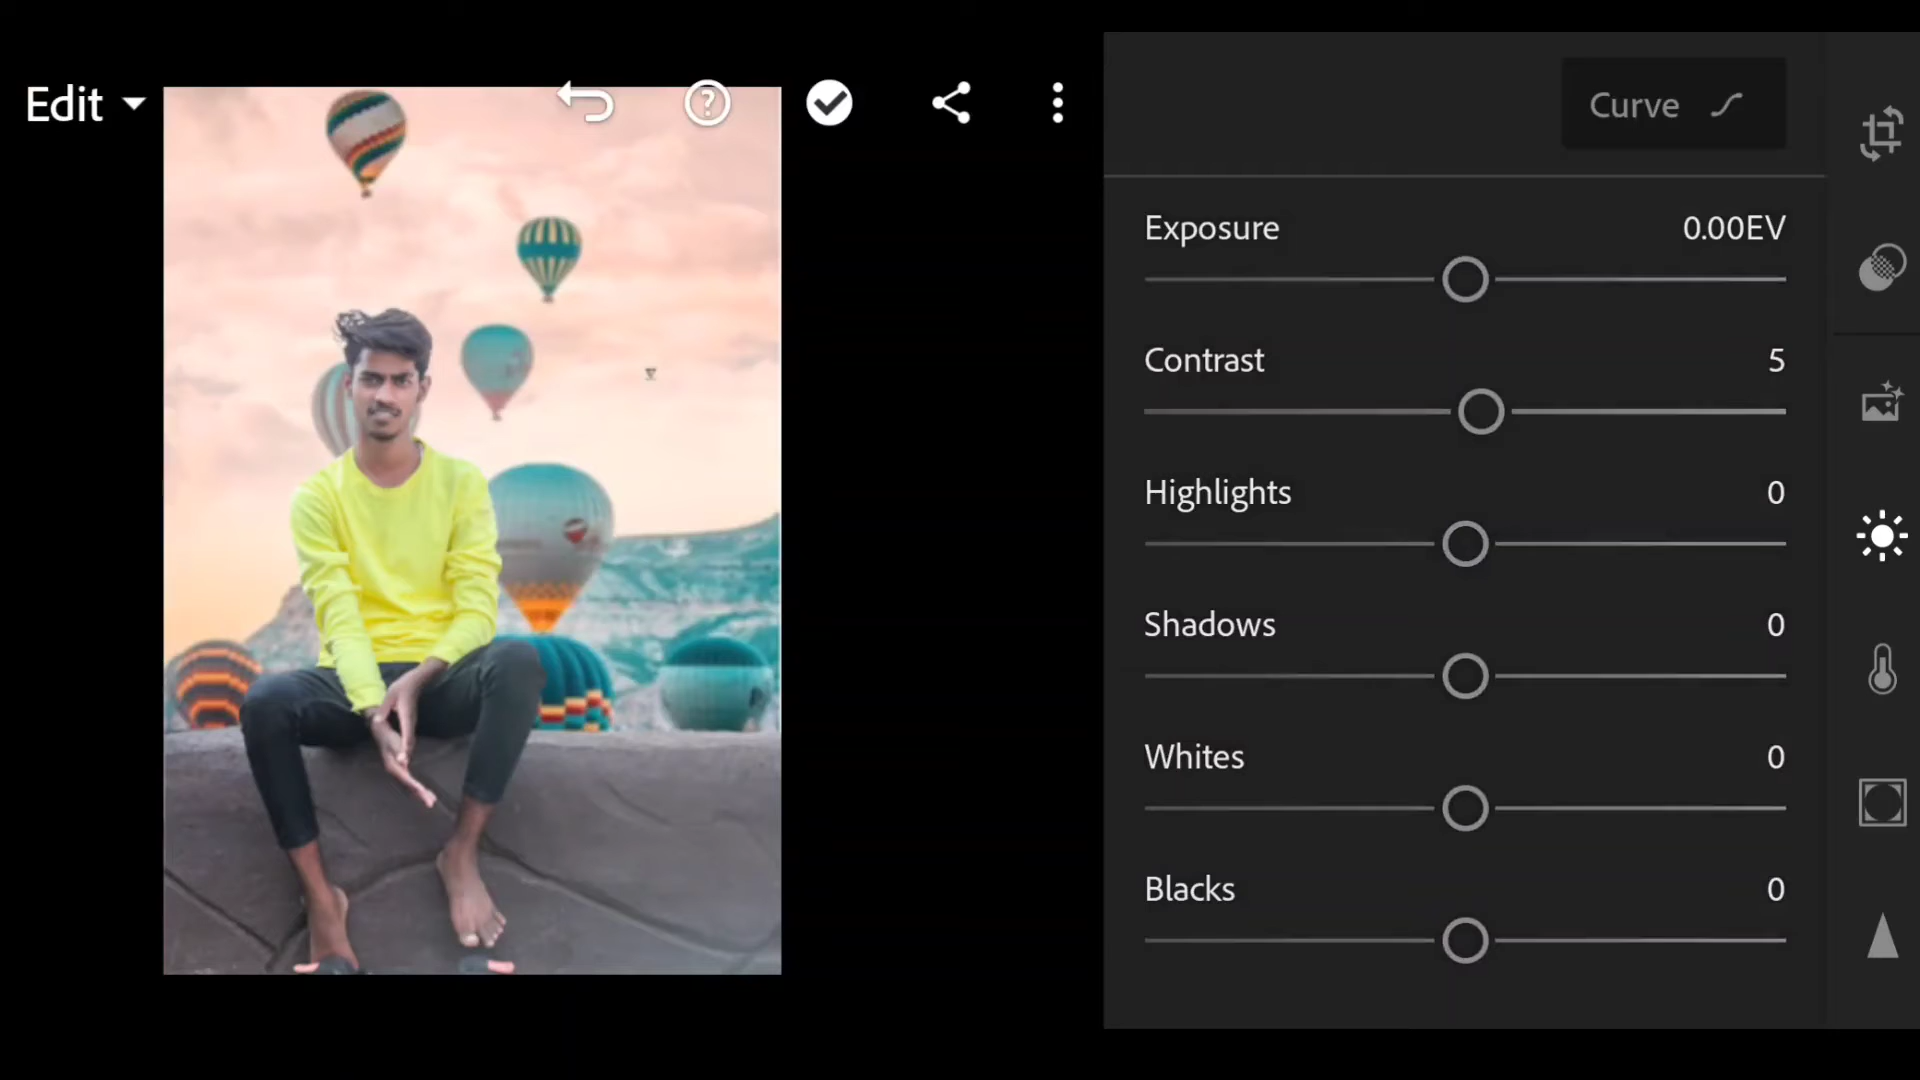 Edit
Curve
Exposure 0.00EV
Contrast 5
Highlights 0
Shadows 0
Whites 0
Blacks 0